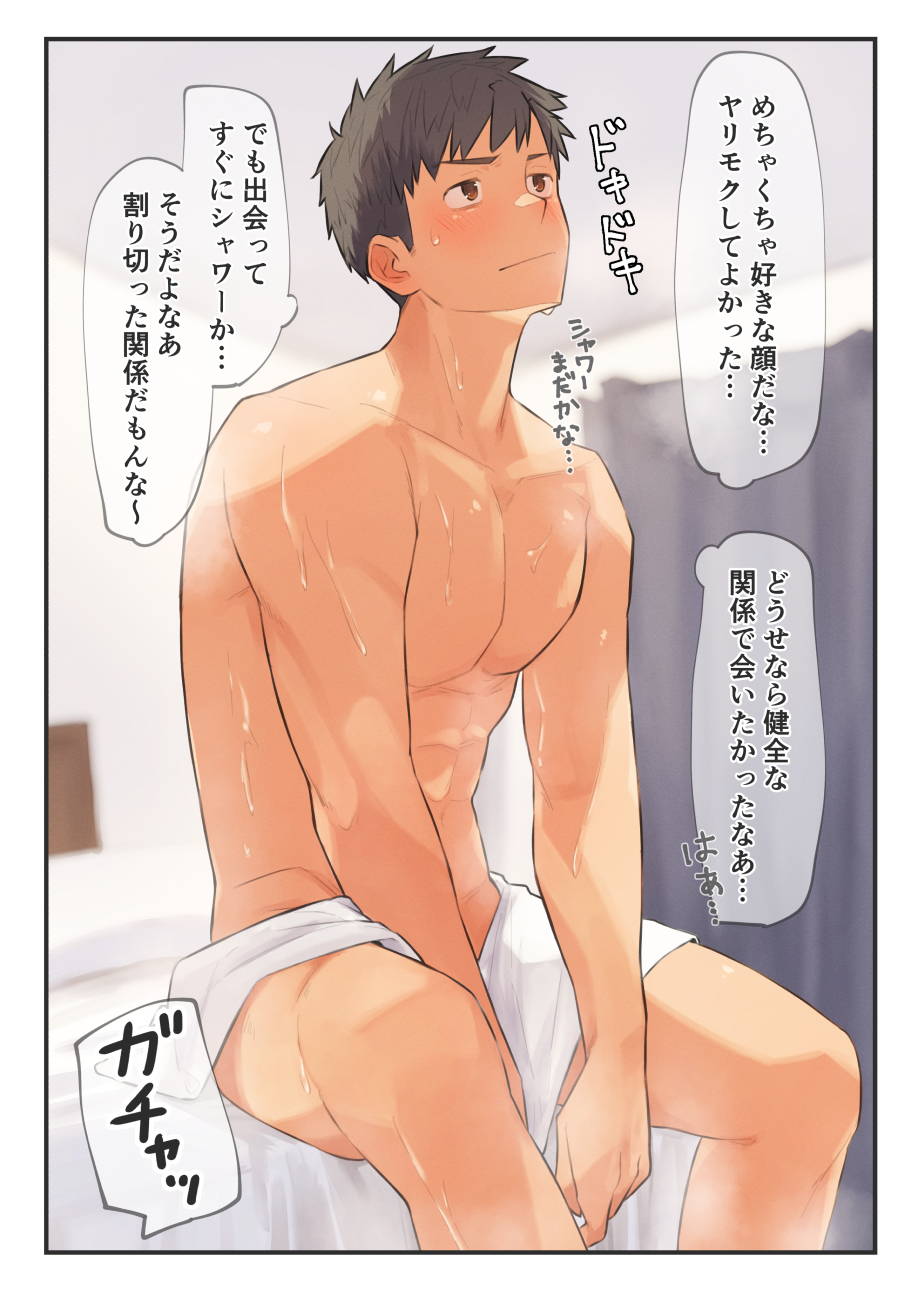 めちゃくちゃ好きな顔だな…
ヤリモクしてよかった…
ドキドキ
シャワー
まだかな…
でも出会って
すぐにシャワーか…
そうだよなあ
割り切った関係だもんな～
どうせなら健全な
関係で会いたかったなあ…
はぁ…
ガチャッ